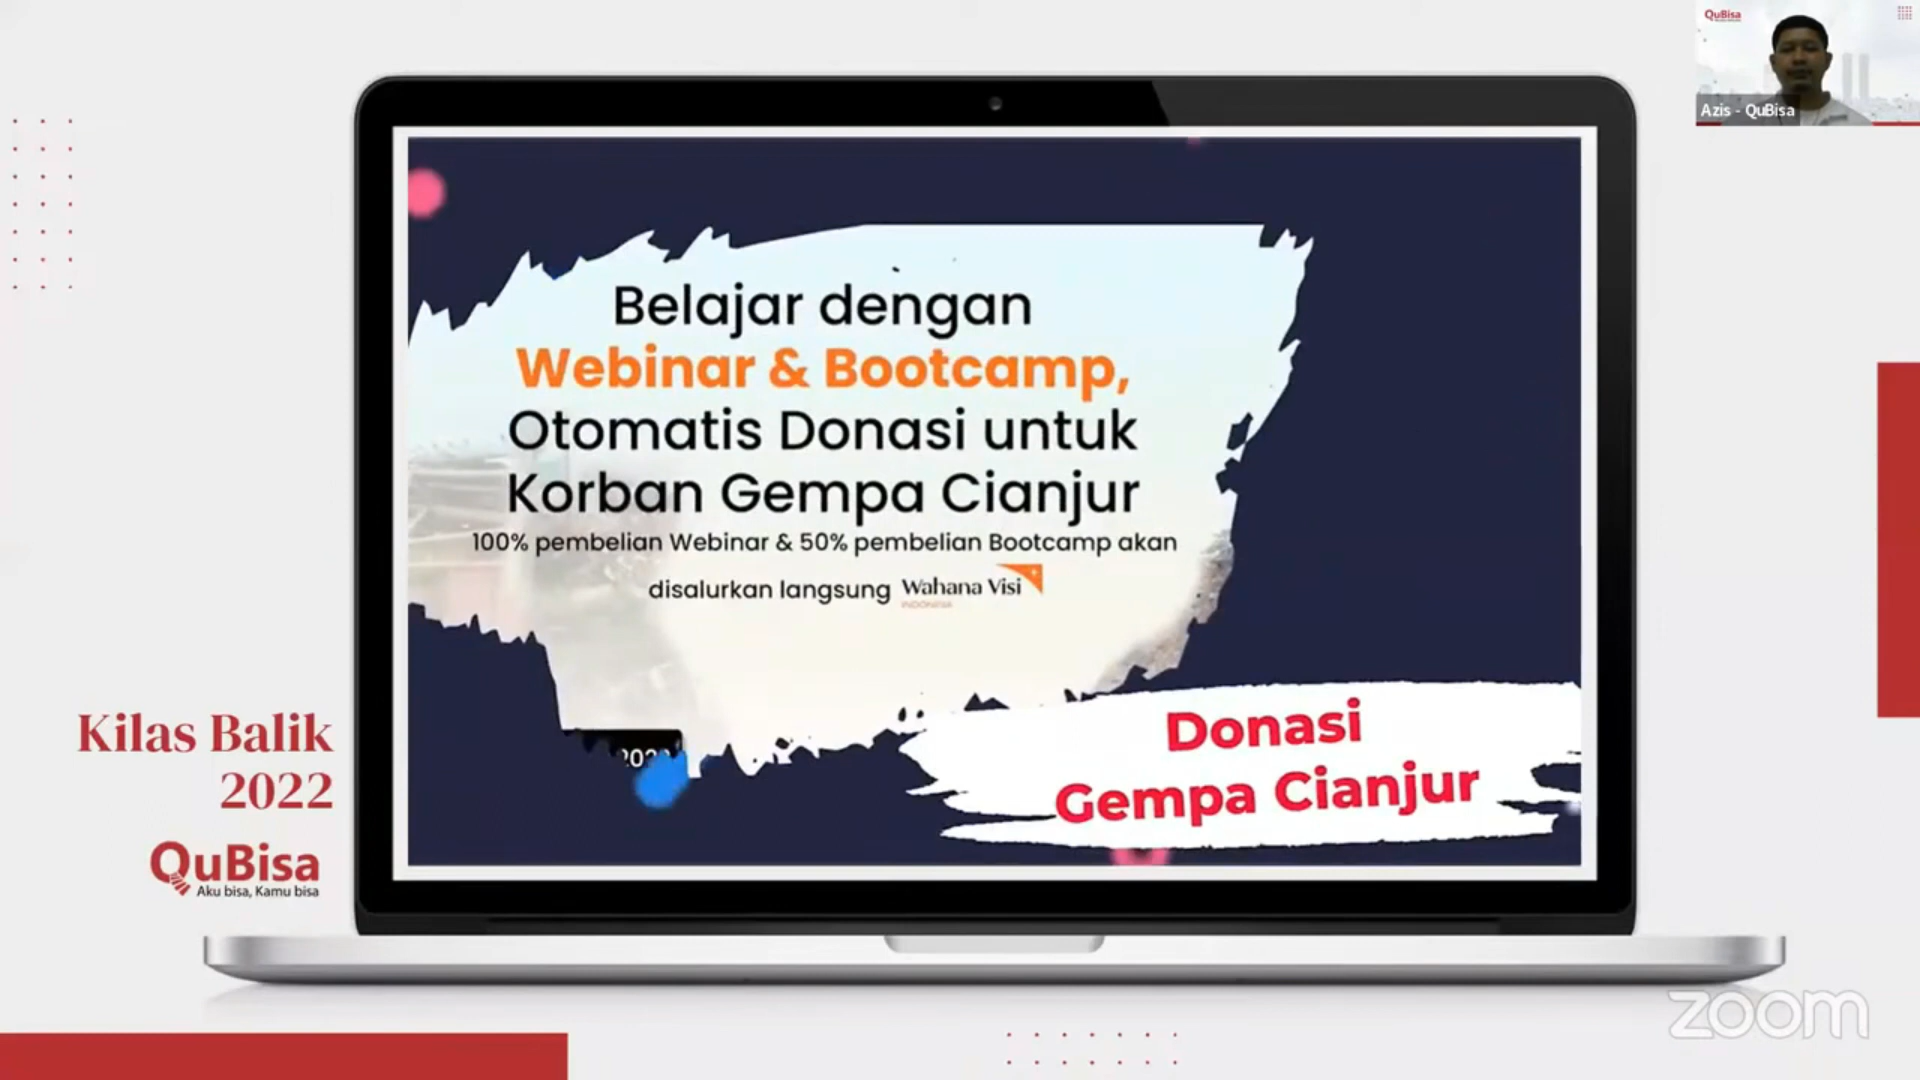 QuBisa
Azis - QuBisa
Belajar dengan
Webinar & Bootcamp,
Otomatis Donasi untuk
Korban Gempa Cianjur
100% pembelian Webinar & 50% pembelian Bootcamp akan
disalurkan langsung Wahana Visi
INDONESIA
Donasi
Gempa Cianjur
Kilas Balik
2022
QuBisa
Aku bisa, Kamu bisa
zoom